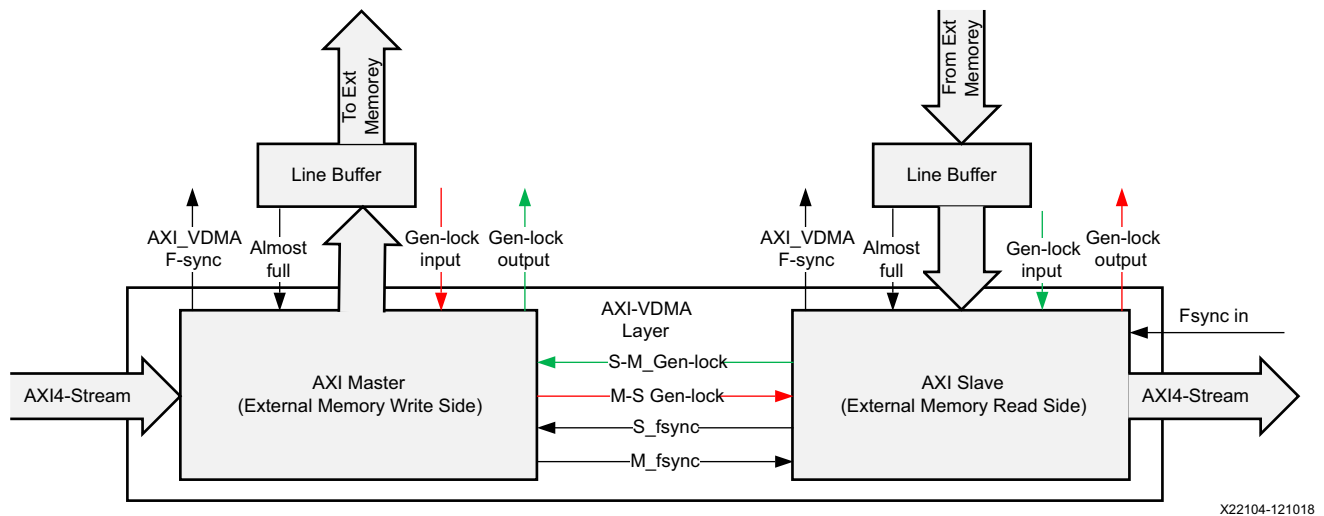 To Ext
Memorey
From Ext
Memorey
Line Buffer
Line Buffer
AXI_VDMA
F-sync
Almost
full
Gen-lock
input
Gen-lock
output
AXI_VDMA
F-sync
Almost
full
Gen-lock
input
Gen-lock
output
AXI-VDMA
Layer
Fsync in
S-M_Gen-lock
AXI4-Stream
AXI Master
(External Memory Write Side)
M-S Gen-lock
AXI Slave
(External Memory Read Side)
AXI4-Stream
S_fsync
M_fsync
X22104-121018